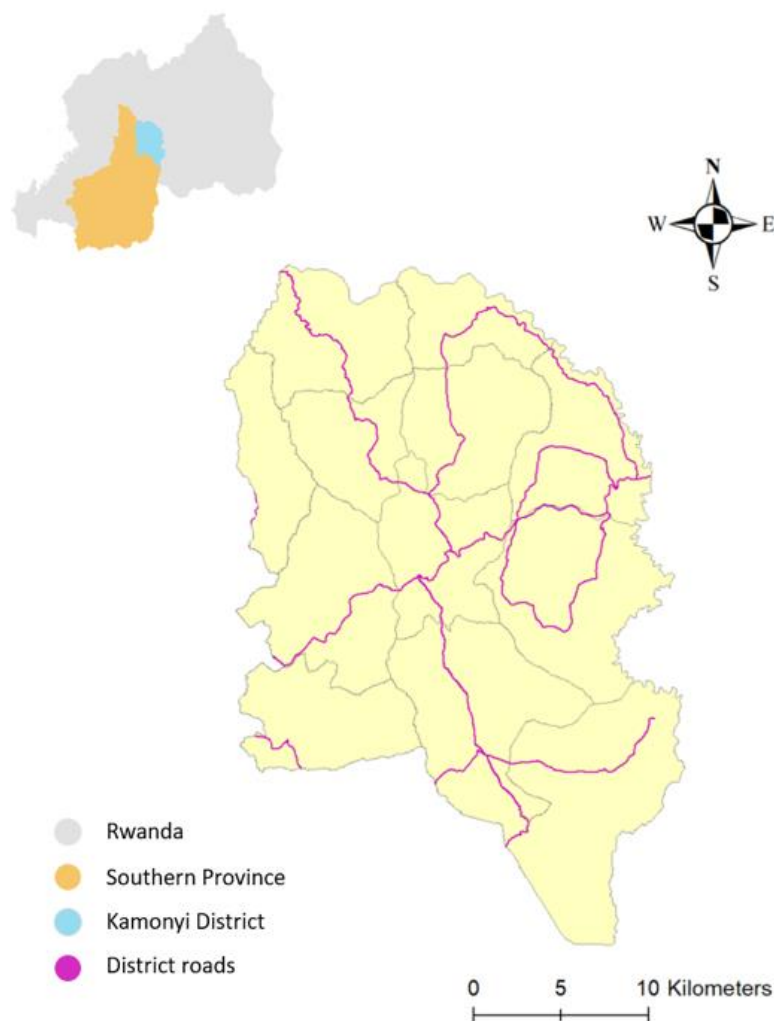 N
W E
S
Rwanda
Southern Province
Kamonyi District
District roads
0 5 10 Kilometers